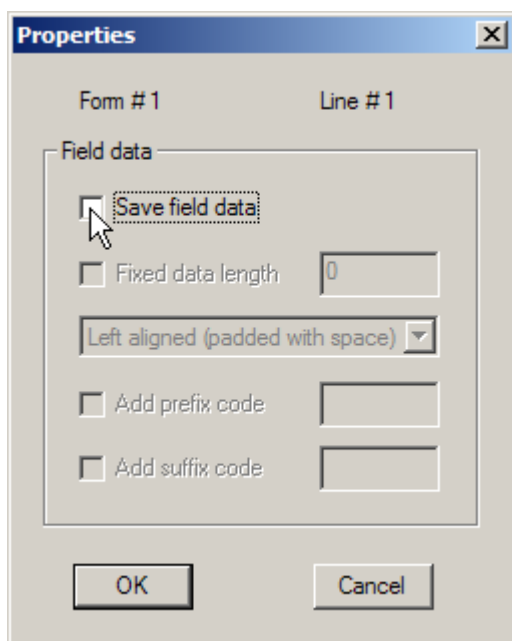 Properties
Form # 1 Line # 1
Field data
Save field data
Fixed data length 0
Left aligned (padded with space)
Add prefix code
Add suffix code
OK Cancel